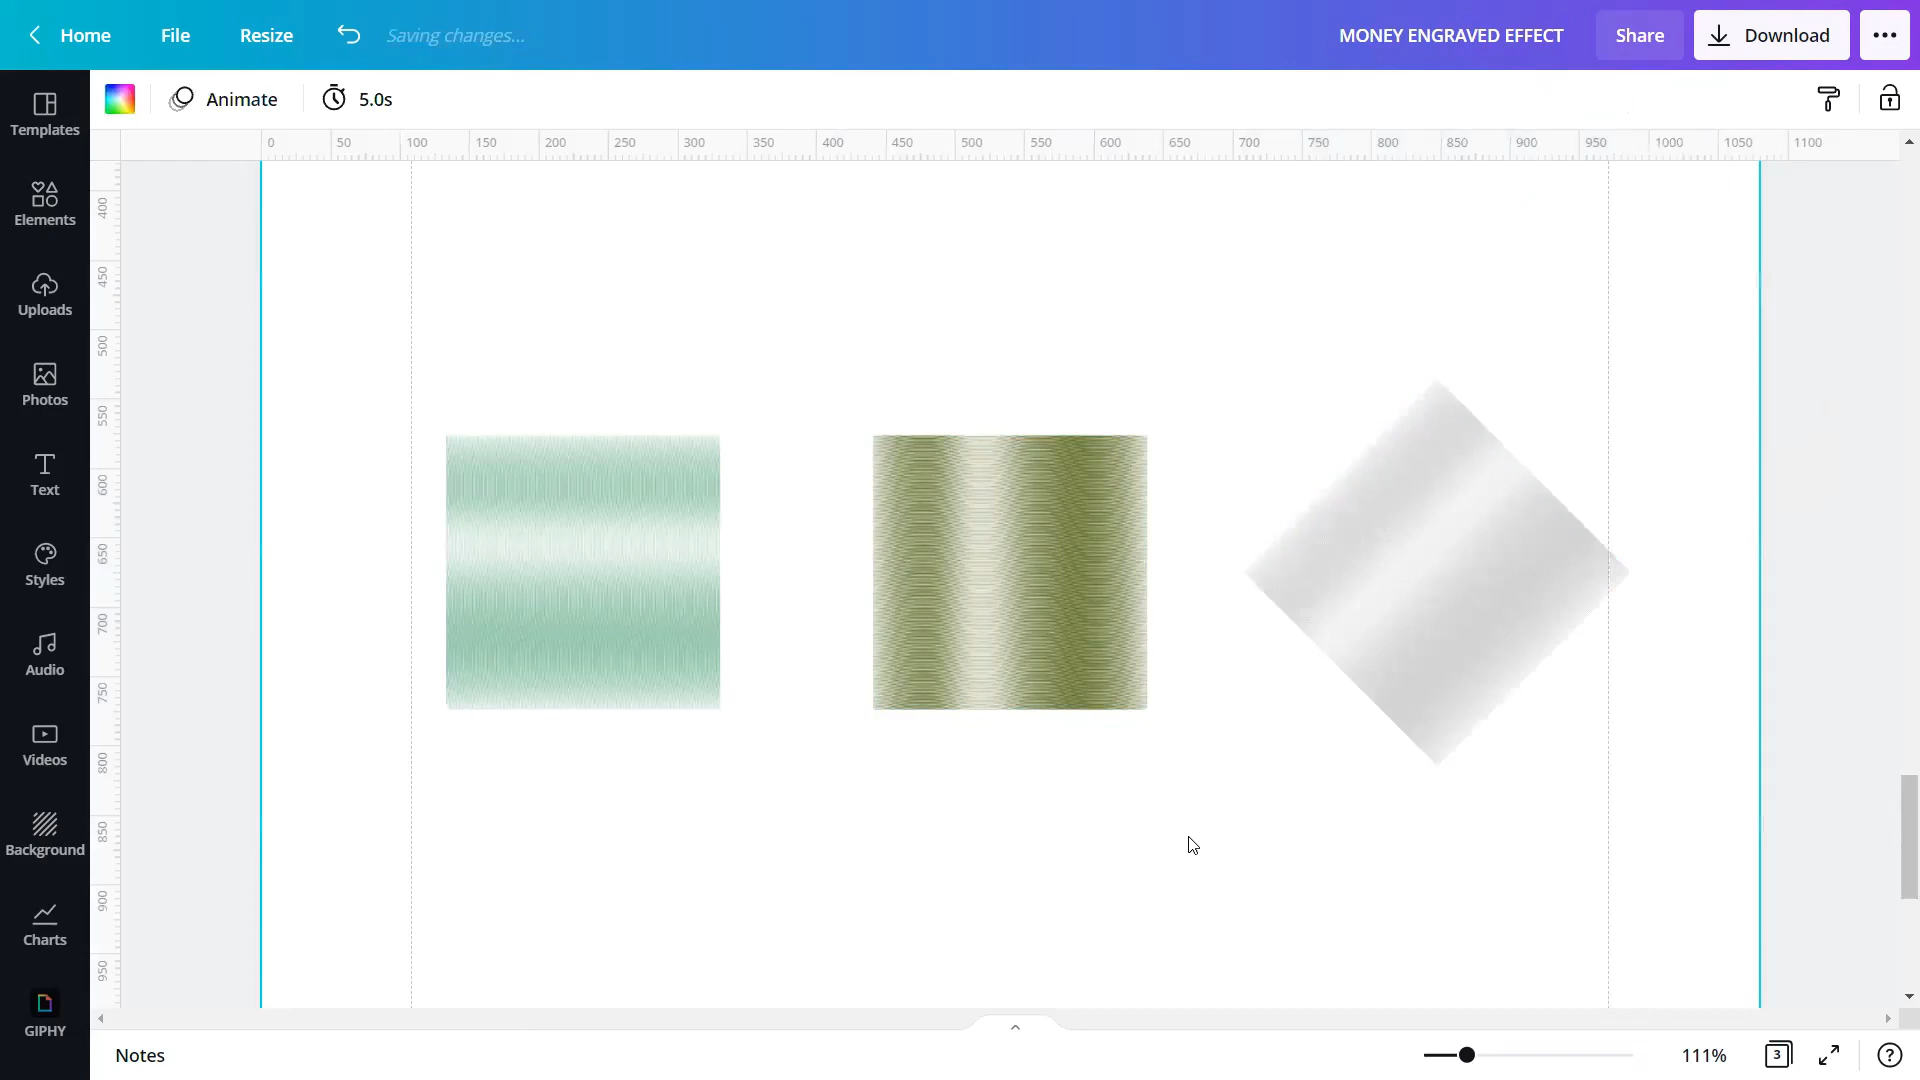 Home File Resize Saving changes... MONEY ENGRAVED EFFECT Share Download
Animate 5.0s
0 50 100 150 200 250 300 350 400 450 500 550 600 650 700 750 800 850 900 950 1000 1050 1100
400
450
500
550
600
650
700
750
800
850
900
950
Templates
Elements
Uploads
Photos
Text
Styles
Audio
Videos
Background
Charts
GIPHY
Notes 111% 3 ?